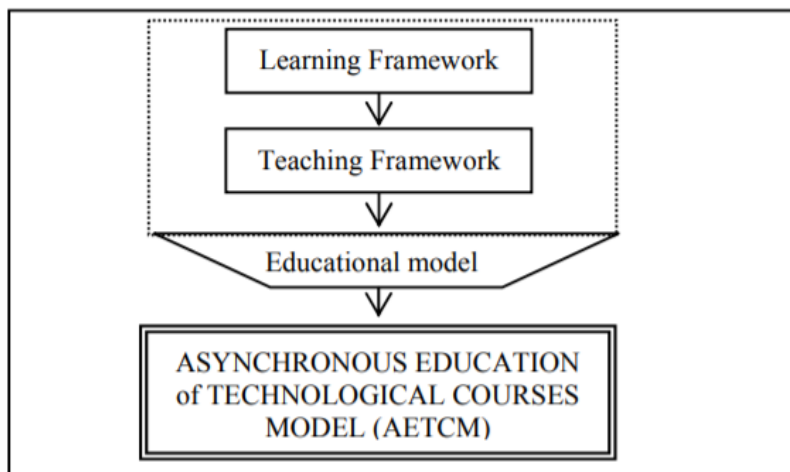 Learning Framework
Teaching Framework
Educational model
ASYNCHRONOUS EDUCATION
of TECHNOLOGICAL COURSES
MODEL (AETCM)